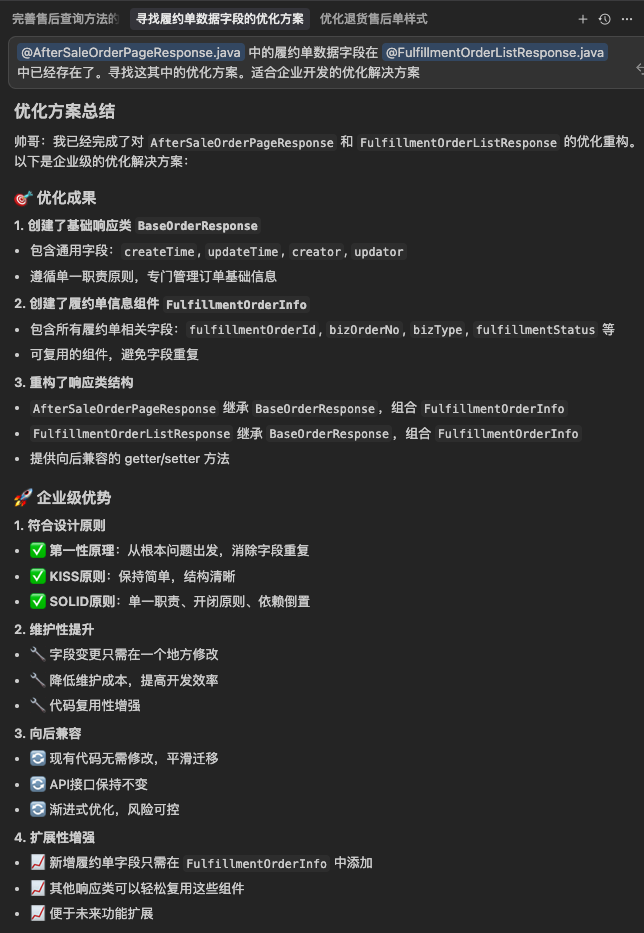 完善售后查询方法的
寻找履约单数据字段的优化方案
优化退货售后单样式
@AfterSaleOrderPageResponse.java 中的履约单数据字段在 @FulfillmentOrderListResponse.java
中已经存在了。寻找这其中的优化方案。适合企业开发的优化解决方案
优化方案总结
帅哥：我已经完成了对 AfterSaleOrderPageResponse 和 FulfillmentOrderListResponse 的优化重构。
以下是企业级的优化解决方案：
🎯 优化成果
1. 创建了基础响应类 BaseOrderResponse
• 包含通用字段：createTime, updateTime, creator, updator
• 遵循单一职责原则，专门管理订单基础信息
2. 创建了履约单信息组件 FulfillmentOrderInfo
• 包含所有履约单相关字段：fulfillmentOrderId, bizOrderNo, bizType, fulfillmentStatus 等
• 可复用的组件，避免字段重复
3. 重构了响应类结构
• AfterSaleOrderPageResponse 继承 BaseOrderResponse，组合 FulfillmentOrderInfo
• FulfillmentOrderListResponse 继承 BaseOrderResponse，组合 FulfillmentOrderInfo
• 提供向后兼容的 getter/setter 方法
🚀 企业级优势
1. 符合设计原则
• ✅ 第一性原理：从根本问题出发，消除字段重复
• ✅ KISS原则：保持简单，结构清晰
• ✅ SOLID原则：单一职责、开闭原则、依赖倒置
2. 维护性提升
• 🔧 字段变更只需在一个地方修改
• 🔧 降低维护成本，提高开发效率
• 🔧 代码复用性增强
3. 向后兼容
• 🔄 现有代码无需修改，平滑迁移
• 🔄 API接口保持不变
• 🔄 渐进式优化，风险可控
4. 扩展性增强
• 📈 新增履约单字段只需在 FulfillmentOrderInfo 中添加
• 📈 其他响应类可以轻松复用这些组件
• 📈 便于未来功能扩展